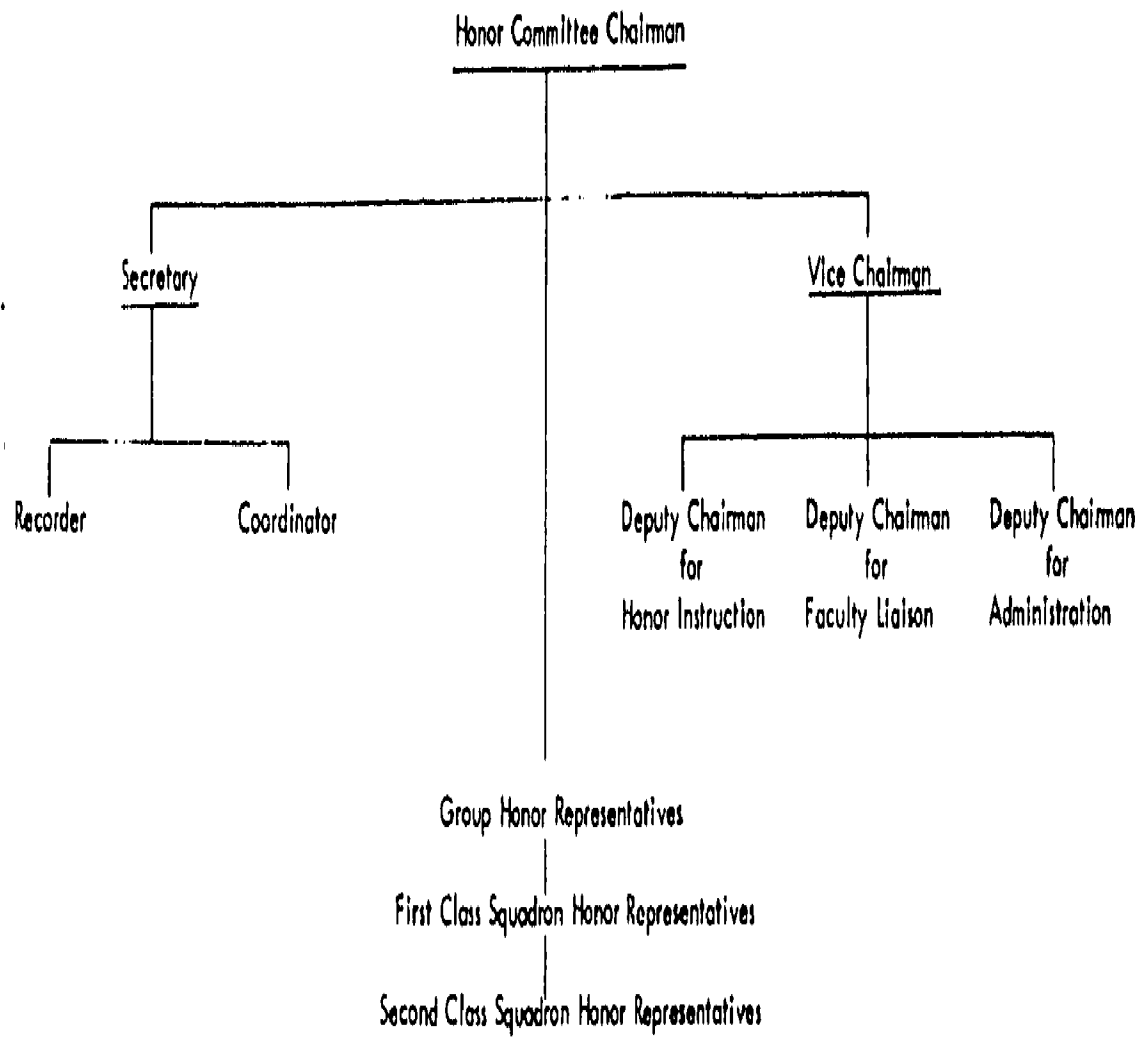 Honor Committee Chairman
Secretary
Vice Chairman
Recorder
Coordinator
Deputy Chairman
for
Honor Instruction
Deputy Chairman
for
Faculty Liaison
Deputy Chairman
for
Administration
Group Honor Representatives
First Class Squadron Honor Representatives
Second Class Squadron Honor Representatives